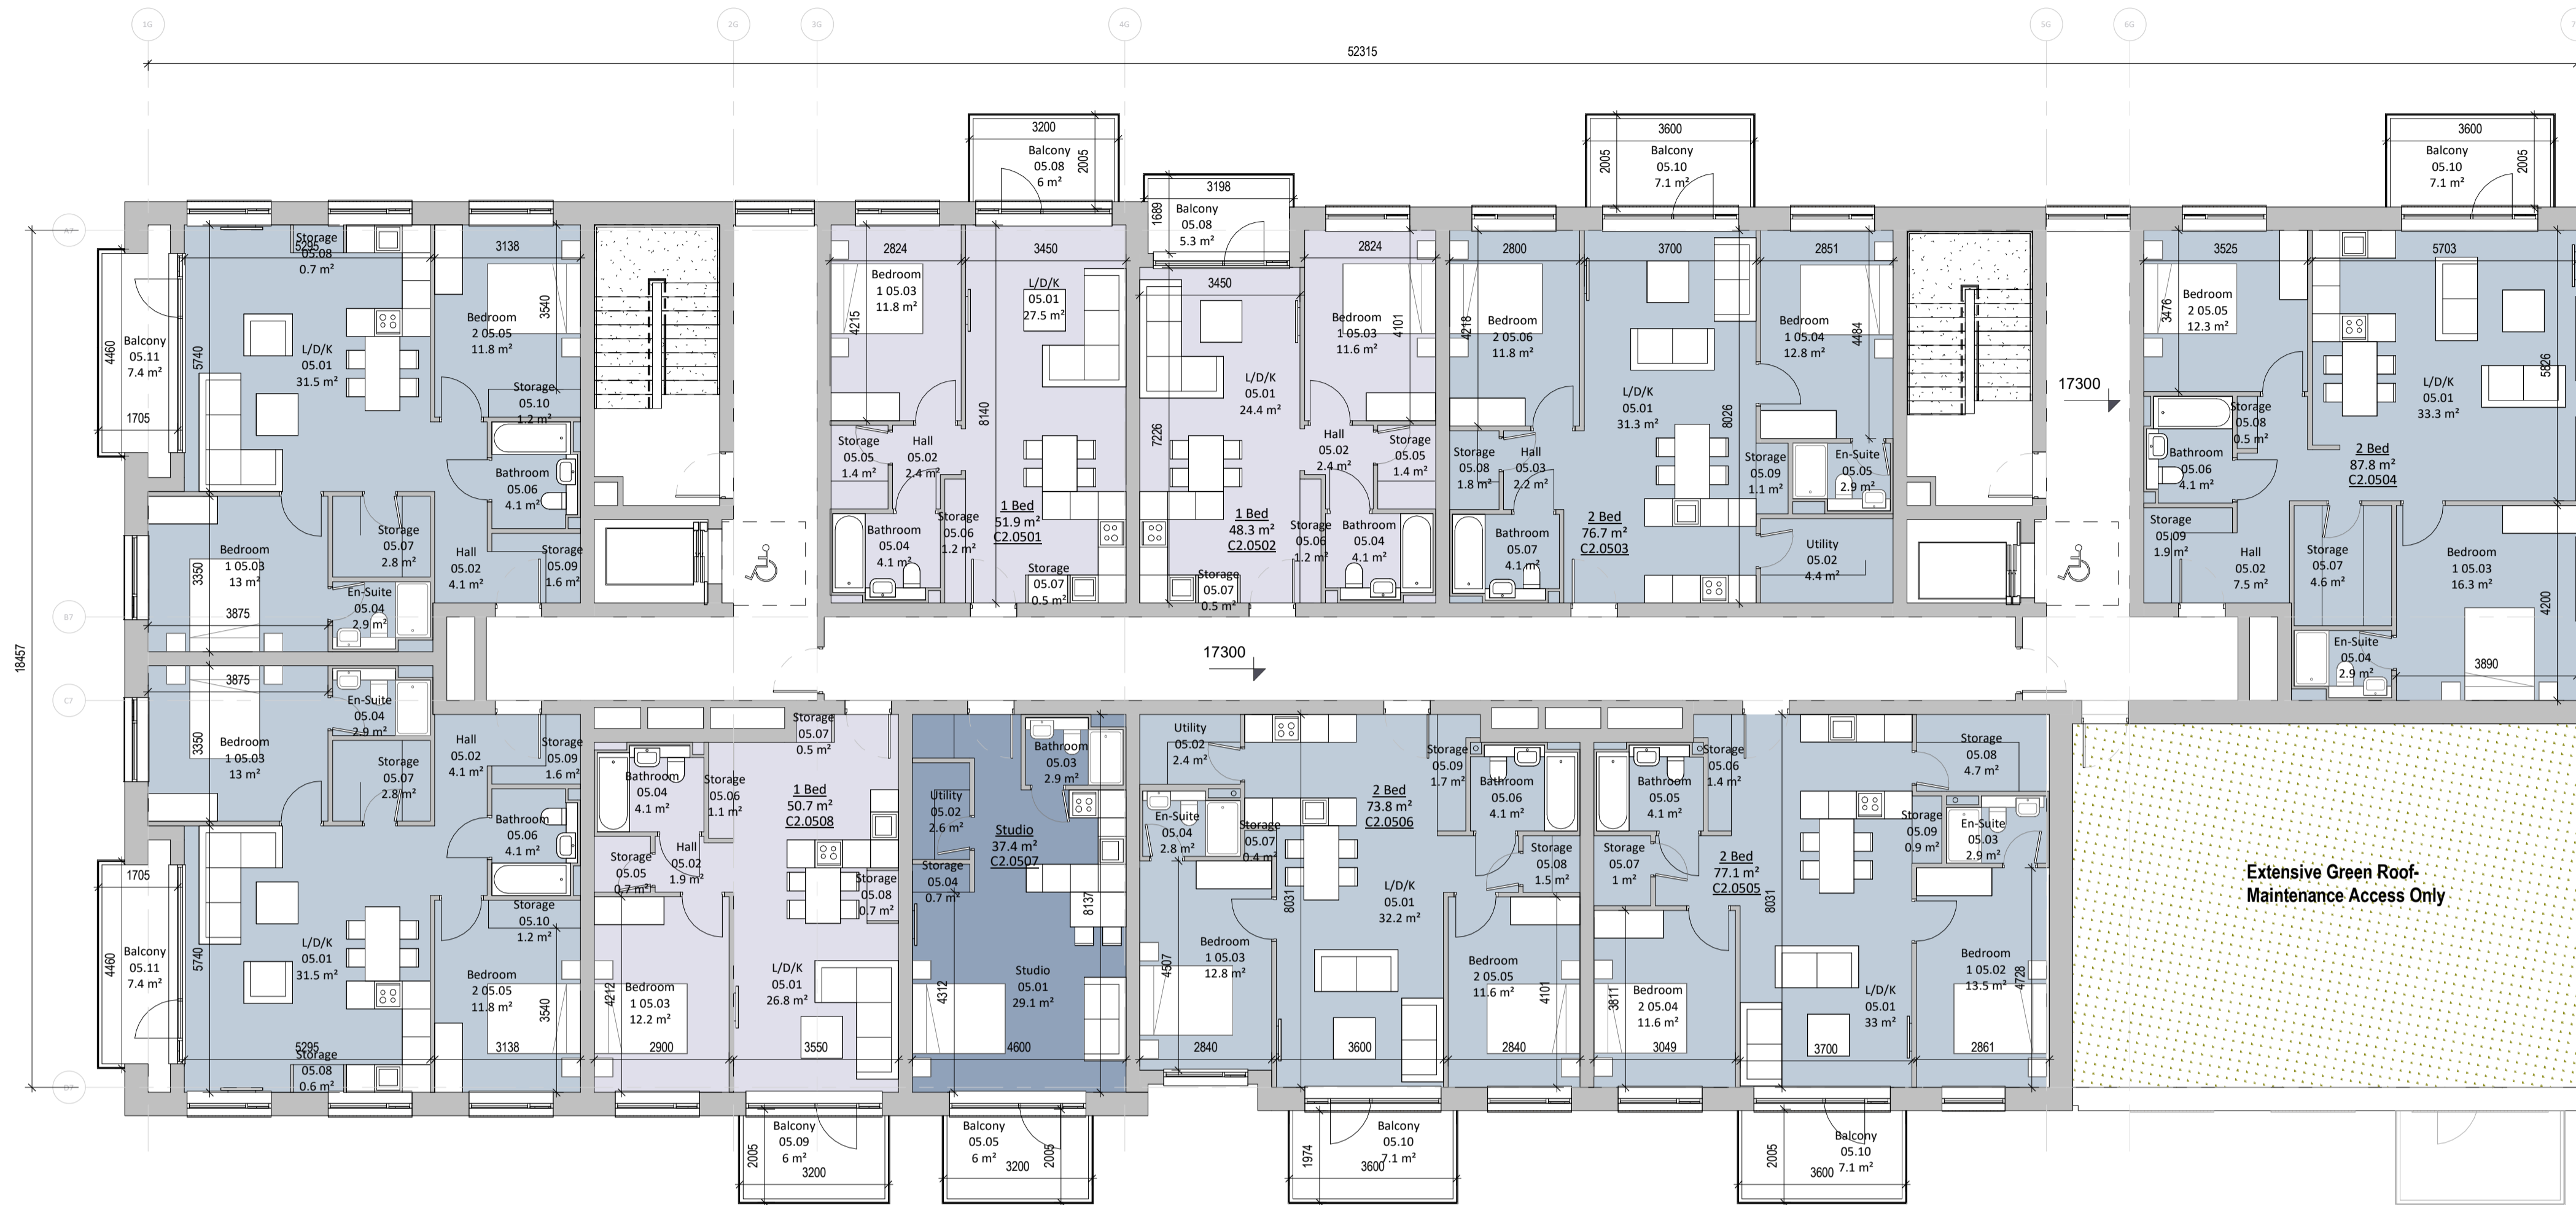 1G
2G
3G
4G
5G
6G
52315
A7
B7
C7
D7
18457
Balcony
05.11
7.4 m²
4460
1705
5295
Storage
05.08
0.7 m²
5740
L/D/K
05.01
31.5 m²
3138
3540
Bedroom
2 05.05
11.8 m²
Storage
05.10
1.2 m²
Bathroom
05.06
4.1 m²
Bedroom
1 05.03
13 m²
3350
3875
Storage
05.07
2.8 m²
En-Suite
05.04
2.9 m²
Hall
05.02
4.1 m²
Storage
05.09
1.6 m²
3200
Balcony
05.08
6 m²
2005
2824
Bedroom
1 05.03
11.8 m²
4215
3450
L/D/K
05.01
27.5 m²
8140
Storage
05.05
1.4 m²
Hall
05.02
2.4 m²
Bathroom
05.04
4.1 m²
Storage
05.06
1.2 m²
1 Bed
51.9 m²
C2.0501
Storage
05.07
0.5 m²
3198
1689
Balcony
05.08
5.3 m²
3450
L/D/K
05.01
24.4 m²
7226
2824
Bedroom
1 05.03
11.6 m²
4101
Hall
05.02
2.4 m²
Storage
05.05
1.4 m²
1 Bed
48.3 m²
C2.0502
Storage
05.06
1.2 m²
Bathroom
05.04
4.1 m²
Storage
05.07
0.5 m²
3600
Balcony
05.10
7.1 m²
2005
2800
4218
Bedroom
2 05.06
11.8 m²
3700
L/D/K
05.01
31.3 m²
8026
2851
Bedroom
1 05.04
12.8 m²
4484
Storage
05.08
1.8 m²
Hall
05.03
2.2 m²
Bathroom
05.07
4.1 m²
2 Bed
76.7 m²
C2.0503
Storage
05.09
1.1 m²
En-Suite
05.05
2.9 m²
Utility
05.02
4.4 m²
17300
3600
Balcony
05.10
7.1 m²
2005
3525
3476
Bedroom
2 05.05
12.3 m²
5703
5826
L/D/K
05.01
33.3 m²
Storage
05.08
0.5 m²
Bathroom
05.06
4.1 m²
2 Bed
87.8 m²
C2.0504
Storage
05.09
1.9 m²
Hall
05.02
7.5 m²
Storage
05.07
4.6 m²
Bedroom
1 05.03
16.3 m²
4200
3890
En-Suite
05.04
2.9 m²
17300
3875
3350
Bedroom
1 05.03
13 m²
En-Suite
05.04
2.9 m²
Storage
05.07
2.8 m²
Hall
05.02
4.1 m²
Storage
05.09
1.6 m²
Bathroom
05.06
4.1 m²
Storage
05.10
1.2 m²
1705
4460
Balcony
05.11
7.4 m²
5740
L/D/K
05.01
31.5 m²
5295
Storage
05.08
0.6 m²
Bedroom
2 05.05
11.8 m²
3540
3138
Storage
05.07
0.5 m²
Bathroom
05.04
4.1 m²
Storage
05.06
1.1 m²
1 Bed
50.7 m²
C2.0508
Storage
05.05
0.7 m²
Hall
05.02
1.9 m²
Storage
05.08
0.7 m²
4212
Bedroom
1 05.03
12.2 m²
2900
L/D/K
05.01
26.8 m²
3550
Balcony
05.09
6 m²
2005
3200
Bathroom
05.03
2.9 m²
Utility
05.02
2.6 m²
Studio
37.4 m²
C2.0507
Storage
05.04
0.7 m²
8137
4312
Studio
05.01
29.1 m²
4600
Balcony
05.05
6 m²
3200
2005
Utility
05.02
2.4 m²
En-Suite
05.04
2.8 m²
Storage
05.07
0.4 m²
2 Bed
73.8 m²
C2.0506
Storage
05.09
1.7 m²
Bathroom
05.06
4.1 m²
Storage
05.08
1.5 m²
8031
L/D/K
05.01
32.2 m²
4507
Bedroom
1 05.03
12.8 m²
2840
3600
Bedroom
2 05.05
11.6 m²
4101
2840
Balcony
05.10
7.1 m²
1974
3600
Bathroom
05.05
4.1 m²
Storage
05.06
1.4 m²
Storage
05.07
1 m²
2 Bed
77.1 m²
C2.0505
8031
Storage
05.08
4.7 m²
Storage
05.09
0.9 m²
En-Suite
05.03
2.9 m²
3811
Bedroom
2 05.04
11.6 m²
3049
L/D/K
05.01
33 m²
3700
Bedroom
1 05.02
13.5 m²
4728
2861
Balcony
05.10
7.1 m²
2005
3600
Extensive Green Roof-
Maintenance Access Only